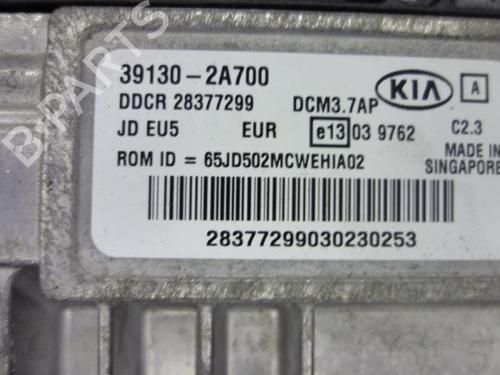 39130-2A700
KIA
A
DDCR 28377299 DCM3.7AP
JD EU5 EUR e13 03 9762 C2.3
ROM ID = 65JD502MCWEHIA02
MADE IN
SINGAPORE
28377299030230253
B-Parts